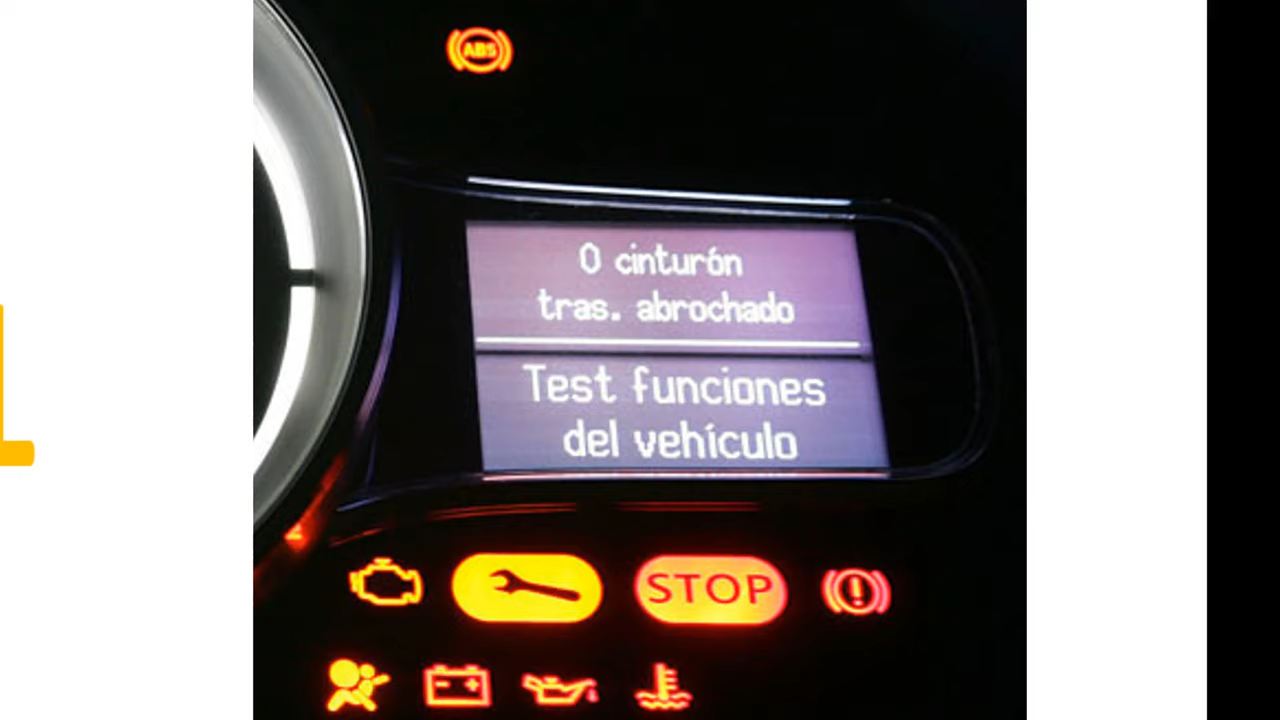 ABS
0 cinturón
tras. abrochado
Test funciones
del vehículo
STOP